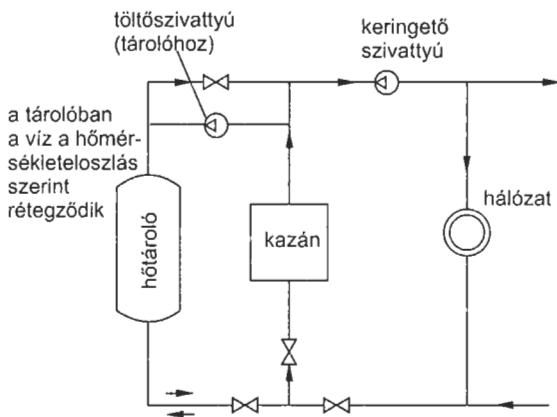 töltőszivattyú
(tárolóhoz)
keringető
szivattyú
a tárolóban
a víz a hőmér-
sékleteloszlás
szerint
rétegződik
hőtároló
kazán
hálózat